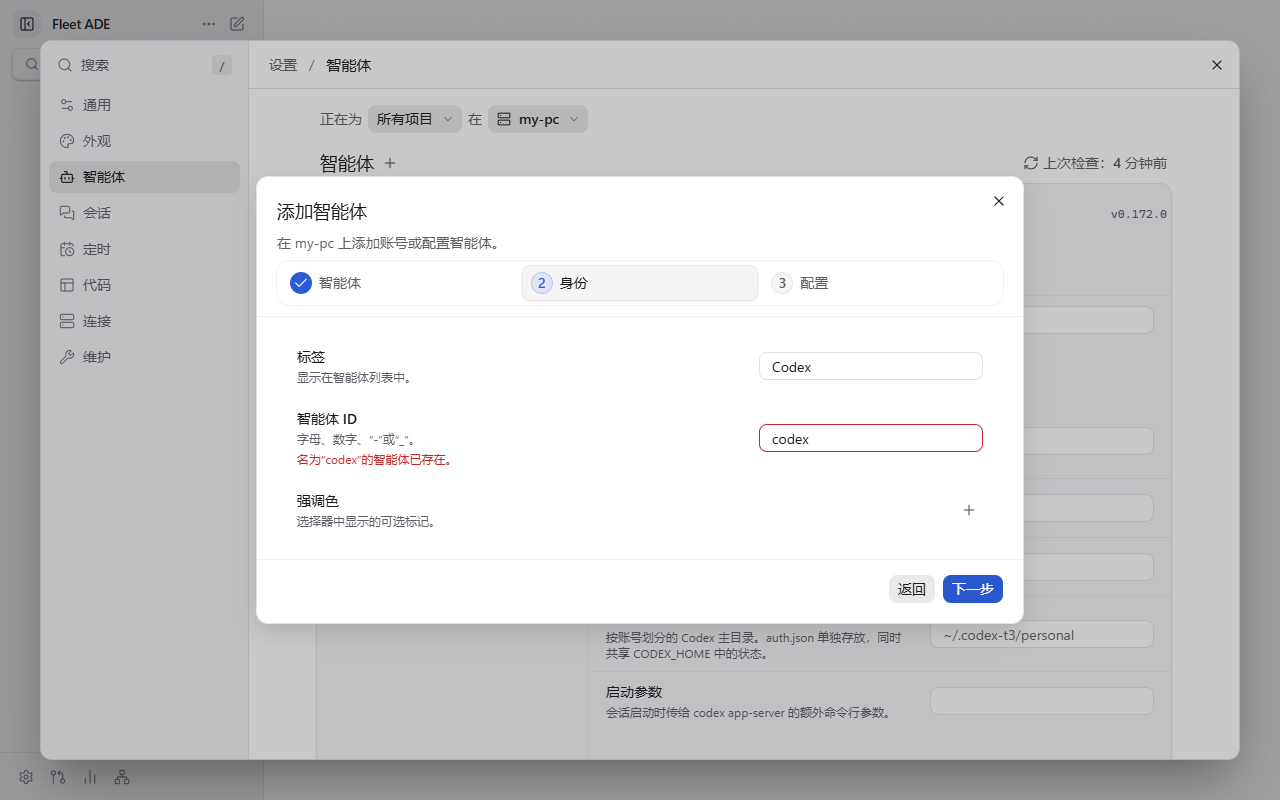 Fleet ADE
搜索
/
通用
外观
智能体
会话
定时
代码
连接
维护
设置 / 智能体
正在为 所有项目 在 my-pc
智能体
上次检查：4 分钟前
v0.172.0
添加智能体
在 my-pc 上添加账号或配置智能体。
智能体
2 身份
3 配置
标签
显示在智能体列表中。
Codex
智能体 ID
字母、数字、"-"或"_"。
名为"codex"的智能体已存在。
codex
强调色
选择器中显示的可选标记。
返回
下一步
按账号划分的 Codex 主目录。auth.json 单独存放，同时
共享 CODEX_HOME 中的状态。
~/.codex-t3/personal
启动参数
会话启动时传给 codex app-server 的额外命令行参数。